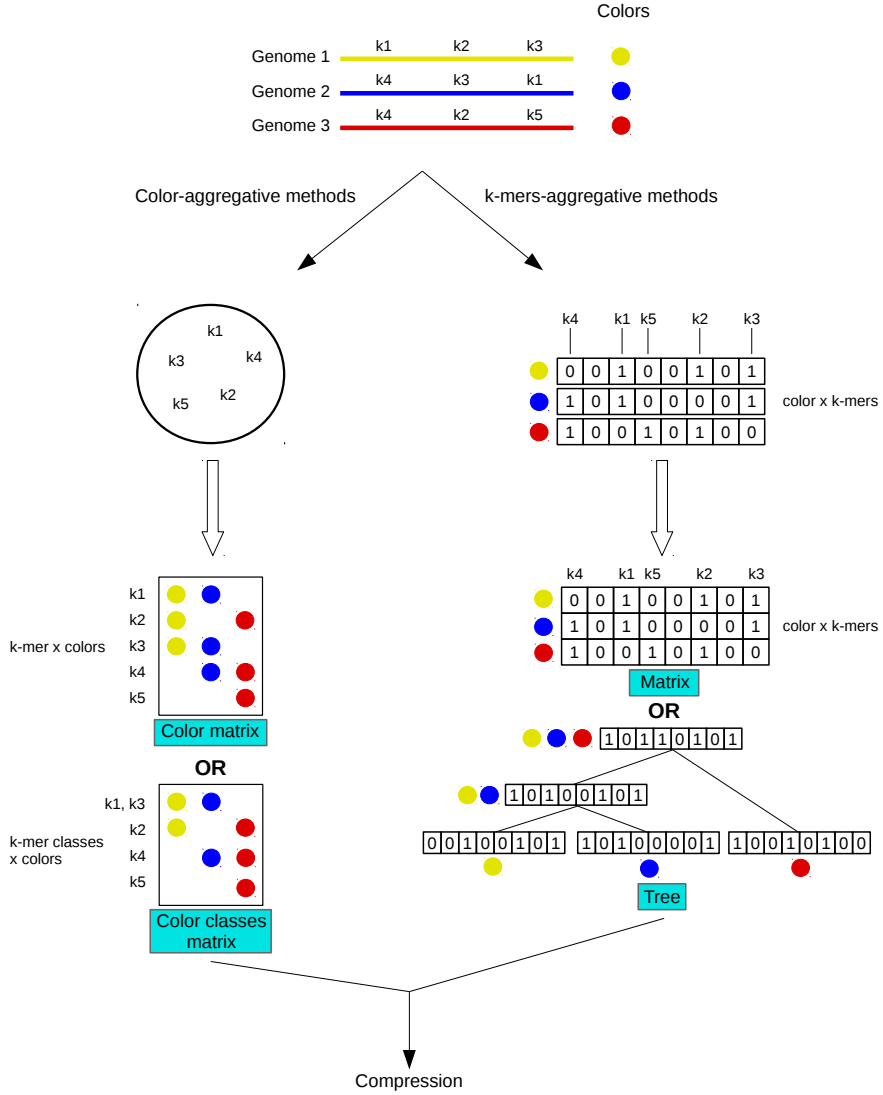 Colors
Genome 1 k1 k2 k3
Genome 2 k4 k3 k1
Genome 3 k4 k2 k5
Color-aggregative methods
k-mers-aggregative methods
k1
k3 k4
k5 k2
k4 k1 k5 k2 k3
0 0 1 0 0 1 0 1
1 0 1 0 0 0 0 1
color x k-mers
1 0 0 1 0 1 0 0
k1
k2
k-mer x colors
k3
k4
k5
Color matrix
OR
k1, k3
k2
k-mer classes
x colors
k4
k5
Color classes
matrix
k4 k1 k5 k2 k3
0 0 1 0 0 1 0 1
1 0 1 0 0 0 0 1
color x k-mers
1 0 0 1 0 1 0 0
Matrix
OR
1 0 1 1 0 1 0 1
1 0 1 0 0 1 0 1
0 0 1 0 0 1 0 1
1 0 1 0 0 0 0 1
1 0 0 1 0 1 0 0
Tree
Compression